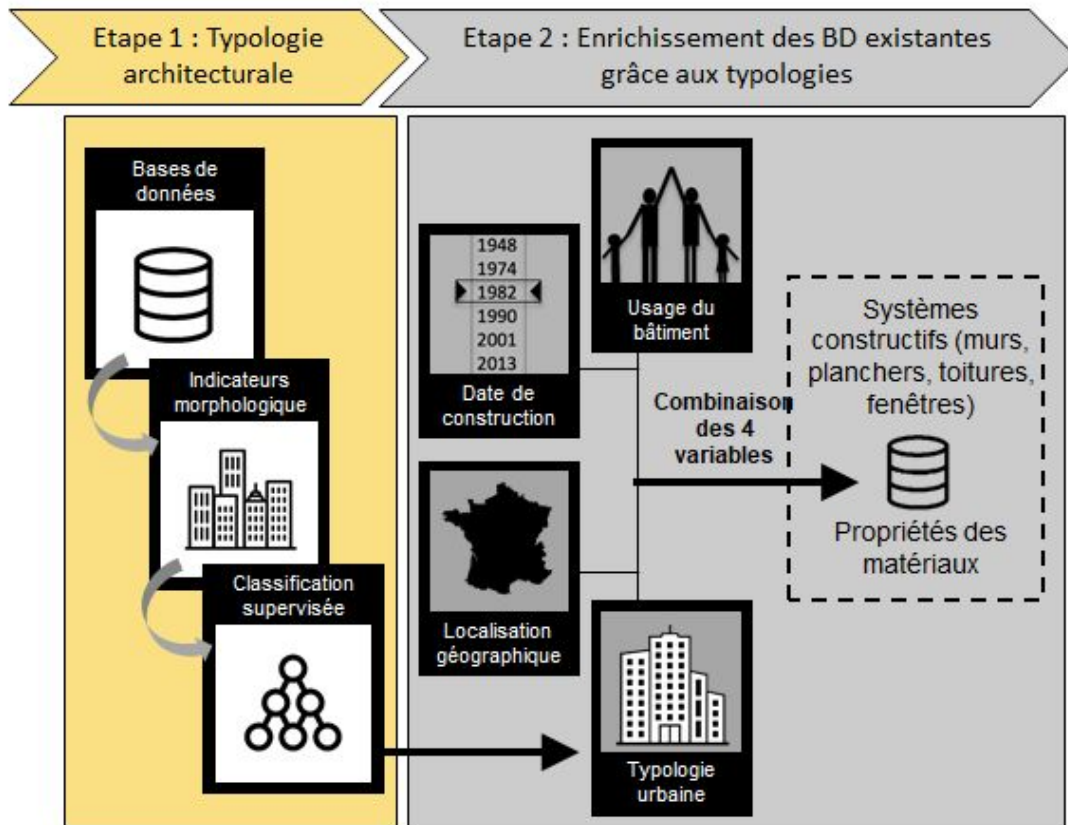 Etape 1 : Typologie
architecturale
Etape 2 : Enrichissement des BD existantes
grâce aux typologies
Bases de
données
Indicateurs
morphologique
Classification
supervisée
1948
1974
1982
1990
2001
2013
Date de
construction
Usage du
bâtiment
Localisation
géographique
Typologie
urbaine
Combinaison
des 4
variables
Systèmes
constructifs (murs,
planchers, toitures,
fenêtres)
Propriétés des
matériaux